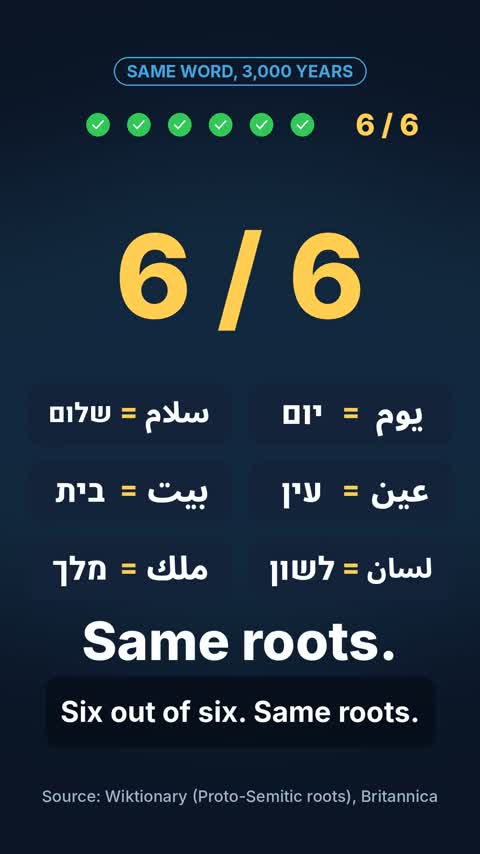 SAME WORD, 3,000 YEARS
6 / 6
6 / 6
שלום = سلام
יום = يوم
בית = بيت
עין = عين
מלך = ملك
לשון = لسان
Same roots.
Six out of six. Same roots.
Source: Wiktionary (Proto-Semitic roots), Britannica